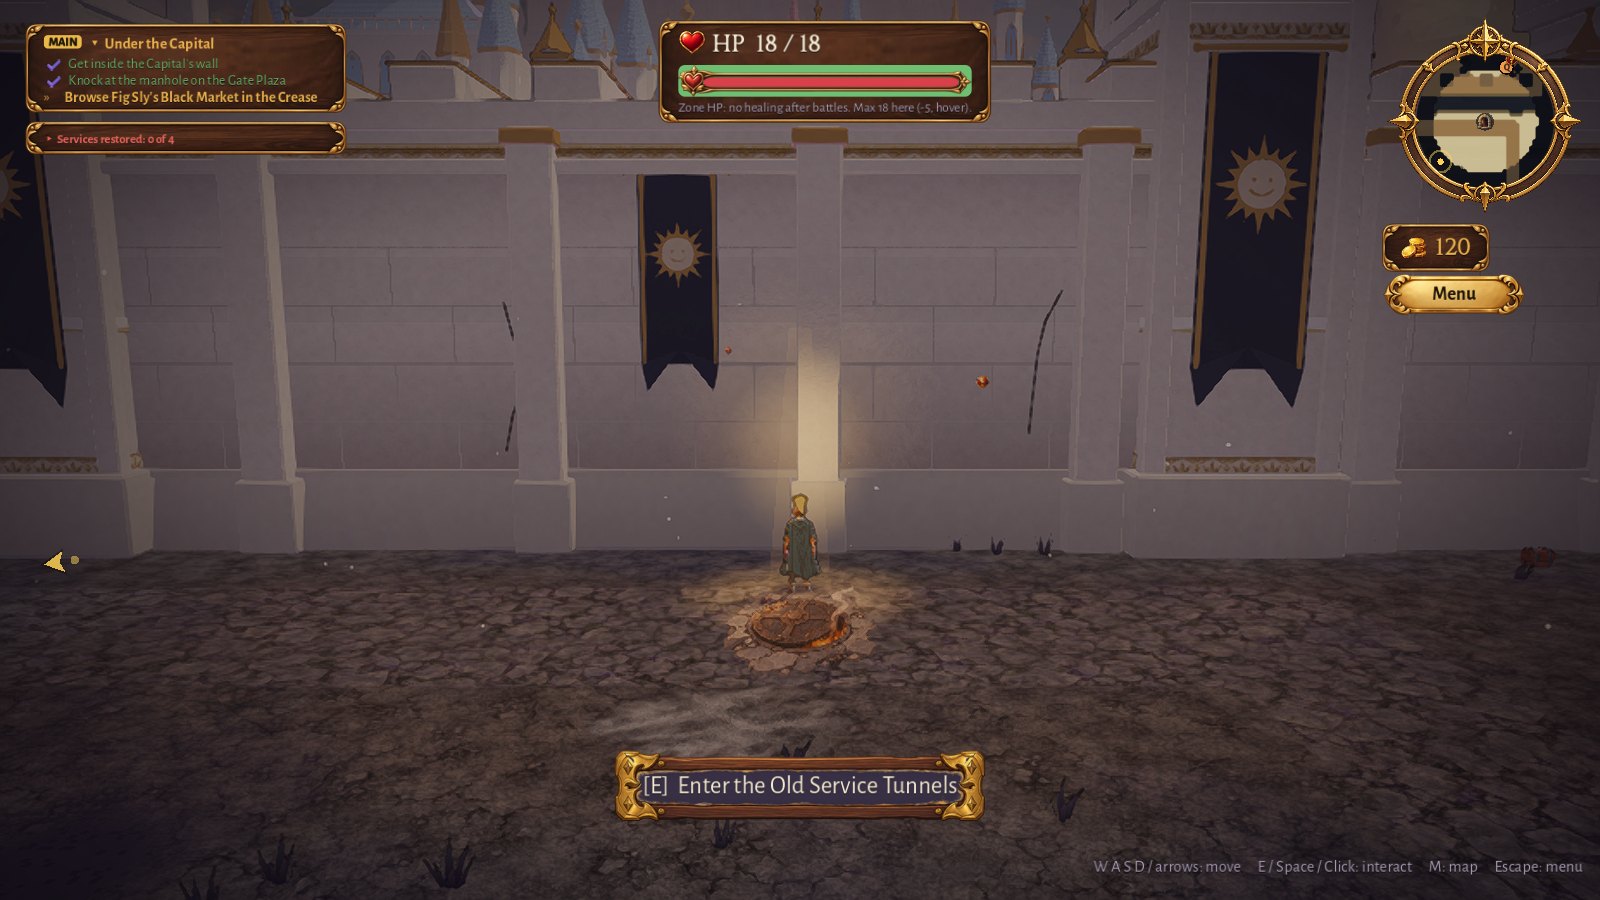 MAIN ▾ Under the Capital
Get inside the Capital's wall
Knock at the manhole on the Gate Plaza
» Browse Fig Sly's Black Market in the Crease
▸ Services restored: 0 of 4
HP 18 / 18
Zone HP: no healing after battles. Max 18 here (-5, hover).
120
Menu
[E] Enter the Old Service Tunnels
W A S D / arrows: move E / Space / Click: interact M: map Escape: menu